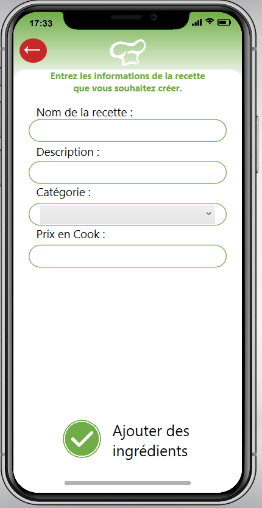 17:33
Entrez les informations de la recette
que vous souhaitez créer.
Nom de la recette :
Description :
Catégorie :
Prix en Cook :
Ajouter des
ingrédients